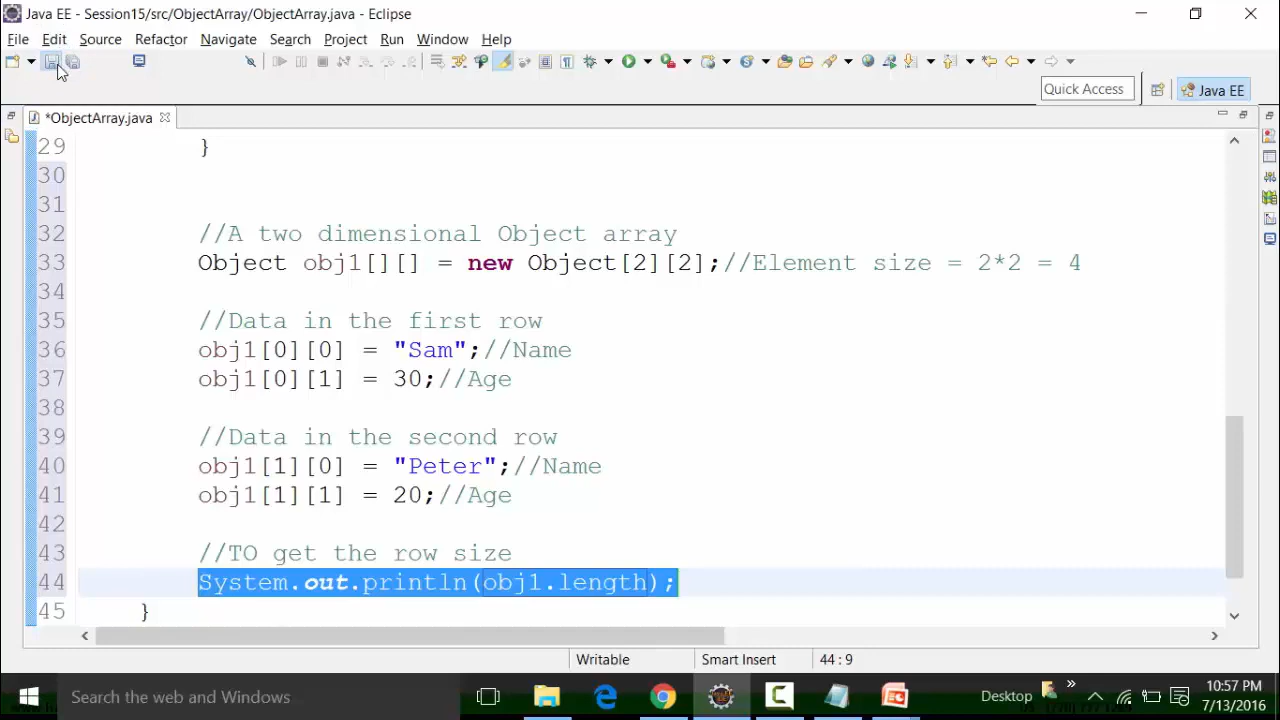 Java EE - Session15/src/ObjectArray/ObjectArray.java - Eclipse
File Edit Source Refactor Navigate Search Project Run Window Help
Quick Access
Java EE
*ObjectArray.java
29 }
30
31
32 //A two dimensional Object array
33 Object obj1[][] = new Object[2][2];//Element size = 2*2 = 4
34
35 //Data in the first row
36 obj1[0][0] = "Sam";//Name
37 obj1[0][1] = 30;//Age
38
39 //Data in the second row
40 obj1[1][0] = "Peter";//Name
41 obj1[1][1] = 20;//Age
42
43 //TO get the row size
44 System.out.println(obj1.length);
45 }
Writable Smart Insert 44 : 9
Search the web and Windows
Desktop
10:57 PM
7/13/2016